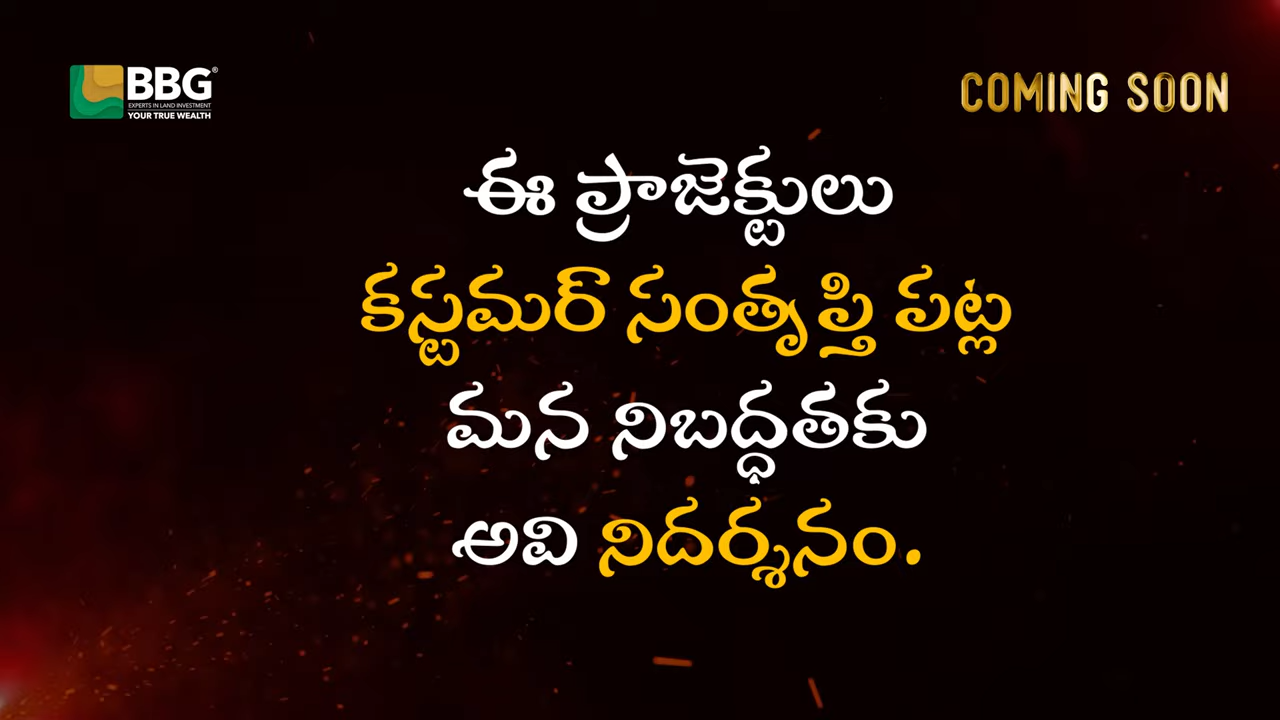 BBG®
EXPERTS IN LAND INVESTMENT
YOUR TRUE WEALTH
COMING SOON
ఈ ప్రాజెక్టులు
కస్టమర్ సంతృప్తి పట్ల
మన నిబద్ధతకు
అవి నిదర్శనం.